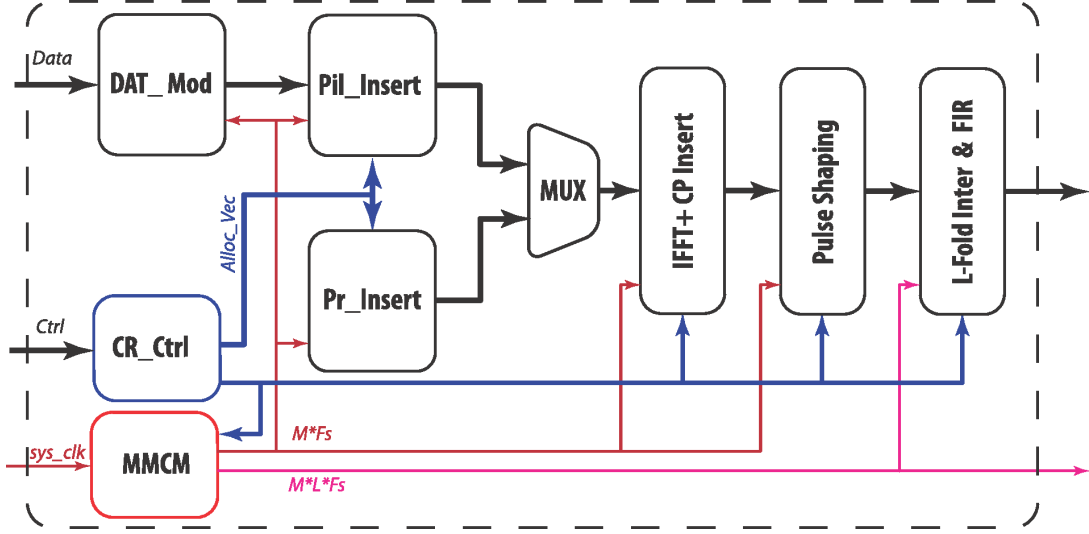 Data
DAT_ Mod
Pil_Insert
MUX
IFFT+ CP Insert
Pulse Shaping
L-Fold Inter & FIR
Alloc_Vec
Pr_Insert
Ctrl
CR_Ctrl
sys_clk
MMCM
M*Fs
M*L*Fs